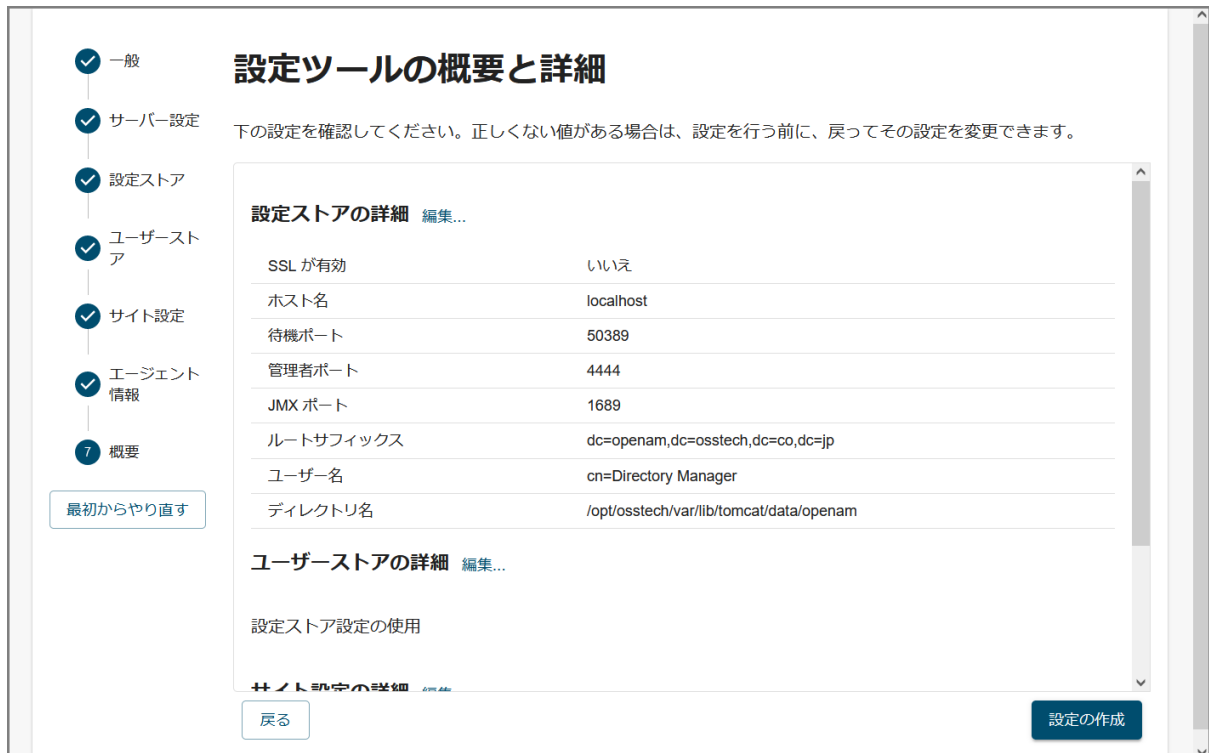 一般
サーバー設定
設定ストア
ユーザースト
ア
サイト設定
エージェント
情報
7 概要
最初からやり直す
設定ツールの概要と詳細
下の設定を確認してください。正しくない値がある場合は、設定を行う前に、戻ってその設定を変更できます。
設定ストアの詳細 編集...
SSL が有効 いいえ
ホスト名 localhost
待機ポート 50389
管理者ポート 4444
JMX ポート 1689
ルートサフィックス dc=openam,dc=osstech,dc=co,dc=jp
ユーザー名 cn=Directory Manager
ディレクトリ名 /opt/osstech/var/lib/tomcat/data/openam
ユーザーストアの詳細 編集...
設定ストア設定の使用
サイト設定の詳細 編集...
戻る
設定の作成